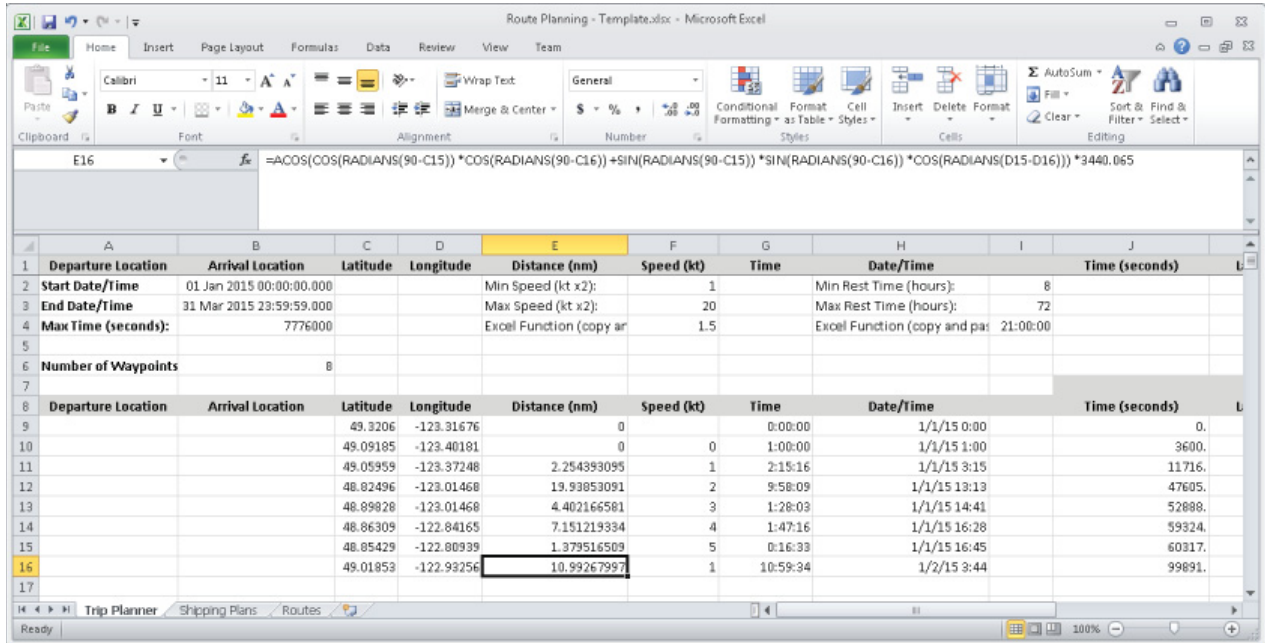 Route Planning - Template.xlsx - Microsoft Excel
File Home Insert Page Layout Formulas Data Review View Team
Calibri 11 Wrap Text General Conditional Formatting Format as Table Cell Styles Insert Delete Format AutoSum Fill Clear Sort & Filter Find & Select
Paste B I U Merge & Center $ % ,
Clipboard Font Alignment Number Styles Cells Editing
E16 fx =ACOS(COS(RADIANS(90-C15)) *COS(RADIANS(90-C16)) +SIN(RADIANS(90-C15)) *SIN(RADIANS(90-C16)) *COS(RADIANS(D15-D16))) *3440.065
A B C D E F G H I J
1 Departure Location Arrival Location Latitude Longitude Distance (nm) Speed (kt) Time Date/Time Time (seconds)
2 Start Date/Time 01 Jan 2015 00:00:00.000 Min Speed (kt x2): 1 Min Rest Time (hours): 8
3 End Date/Time 31 Mar 2015 23:59:59.000 Max Speed (kt x2): 20 Max Rest Time (hours): 72
4 Max Time (seconds): 7776000 Excel Function (copy ar 1.5 Excel Function (copy and pas 21:00:00
5
6 Number of Waypoints 8
7
8 Departure Location Arrival Location Latitude Longitude Distance (nm) Speed (kt) Time Date/Time Time (seconds)
9 49.3206 -123.31676 0 0:00:00 1/1/15 0:00 0.
10 49.09185 -123.40181 0 0 1:00:00 1/1/15 1:00 3600.
11 49.05959 -123.37248 2.254393095 1 2:15:16 1/1/15 3:15 11716.
12 48.82496 -123.01468 19.93853091 2 9:58:09 1/1/15 13:13 47605.
13 48.89828 -123.01468 4.402166581 3 1:28:03 1/1/15 14:41 52888.
14 48.86309 -122.84165 7.151219334 4 1:47:16 1/1/15 16:28 59324.
15 48.85429 -122.80939 1.379516509 5 0:16:33 1/1/15 16:45 60317.
16 49.01853 -122.93256 10.99267997 1 10:59:34 1/2/15 3:44 99891.
17
Trip Planner Shipping Plans Routes
Ready 100%